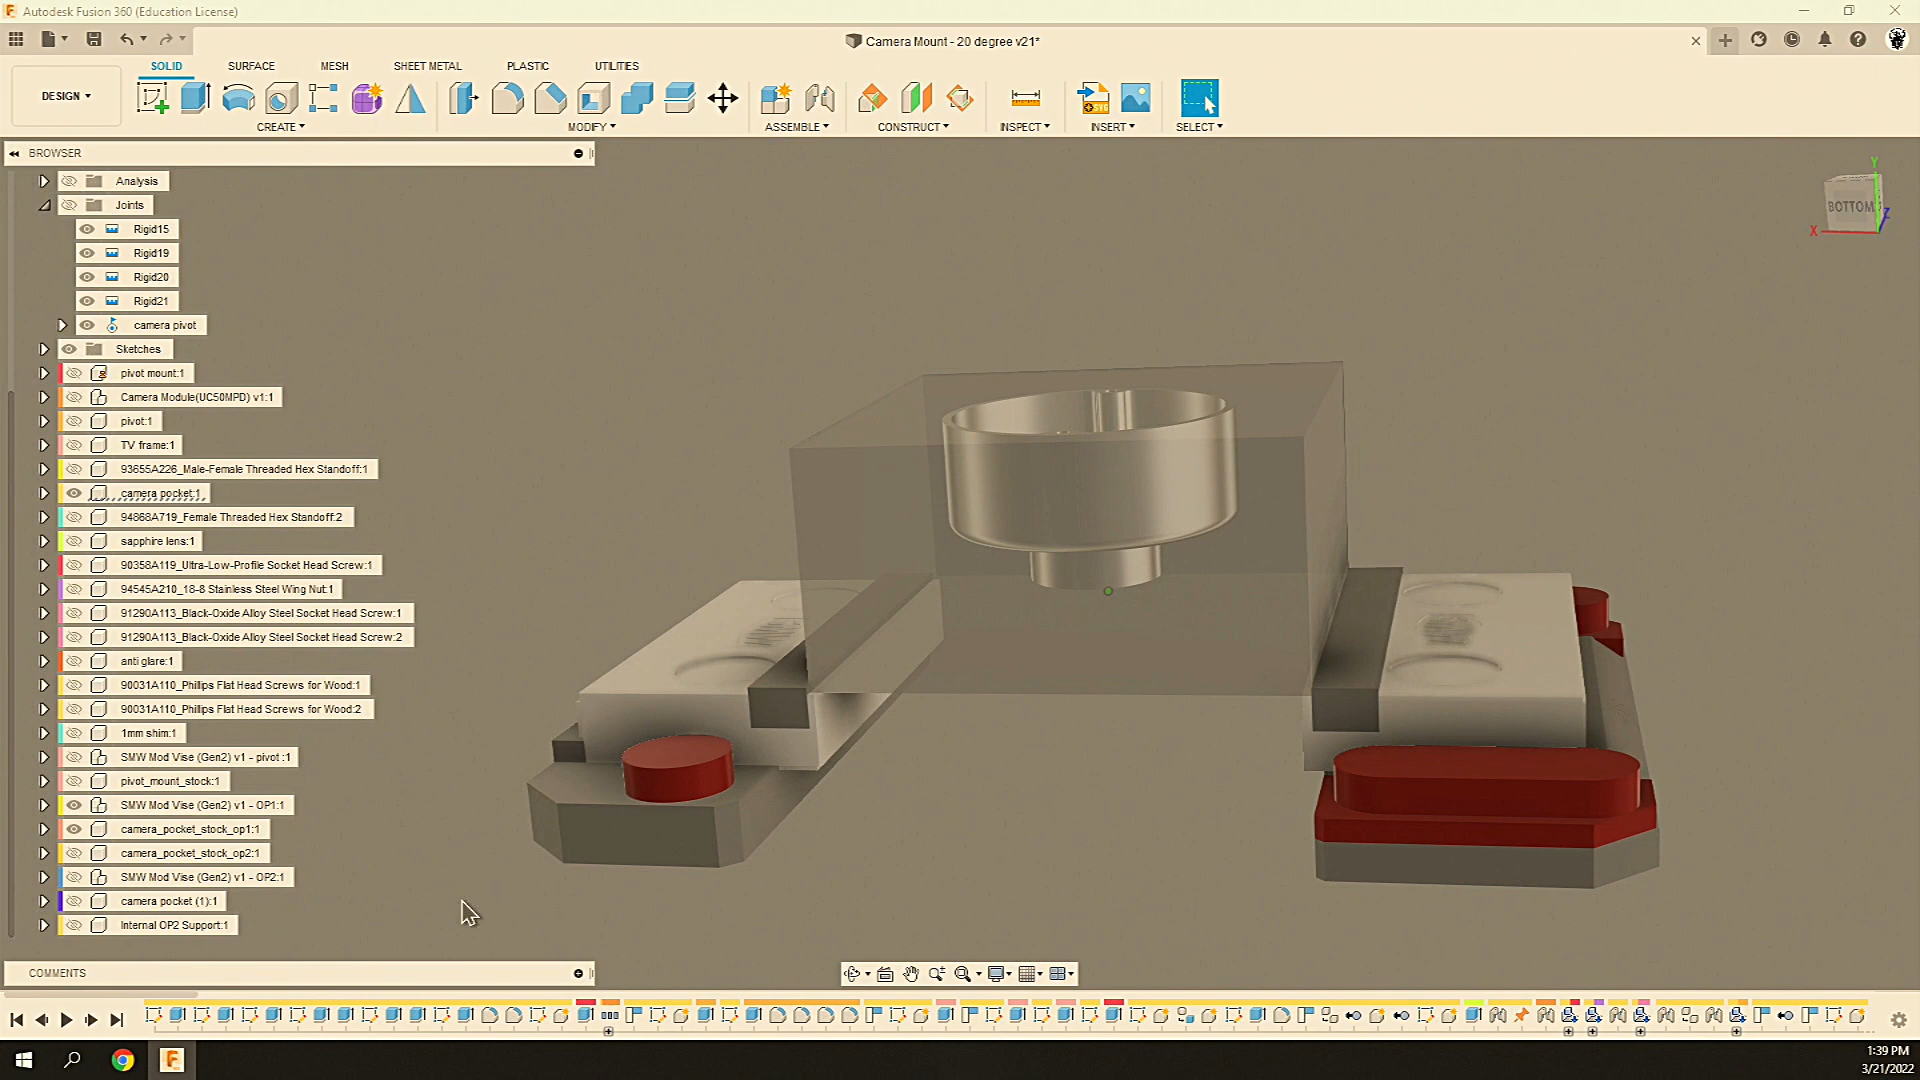 Autodesk Fusion 360 (Education License)
Camera Mount - 20 degree v21*
SOLID SURFACE MESH SHEET METAL PLASTIC UTILITIES
DESIGN
CREATE MODIFY ASSEMBLE CONSTRUCT INSPECT INSERT SELECT
BROWSER
Analysis
Joints
Rigid15
Rigid19
Rigid20
Rigid21
camera pivot
Sketches
pivot mount:1
Camera Module(UC50MPD) v1:1
pivot:1
TV frame:1
93655A226_Male-Female Threaded Hex Standoff:1
camera pocket:1
94868A719_Female Threaded Hex Standoff:2
sapphire lens:1
90358A119_Ultra-Low-Profile Socket Head Screw:1
94545A210_18-8 Stainless Steel Wing Nut:1
91290A113_Black-Oxide Alloy Steel Socket Head Screw:1
91290A113_Black-Oxide Alloy Steel Socket Head Screw:2
anti glare:1
90031A110_Phillips Flat Head Screws for Wood:1
90031A110_Phillips Flat Head Screws for Wood:2
1mm shim:1
SMW Mod Vise (Gen2) v1 - pivot :1
pivot_mount_stock:1
SMW Mod Vise (Gen2) v1 - OP1:1
camera_pocket_stock_op1:1
camera_pocket_stock_op2:1
SMW Mod Vise (Gen2) v1 - OP2:1
camera pocket (1):1
Internal OP2 Support:1
Y
BOTTOM
Z
X
COMMENTS
1:39 PM
3/21/2022